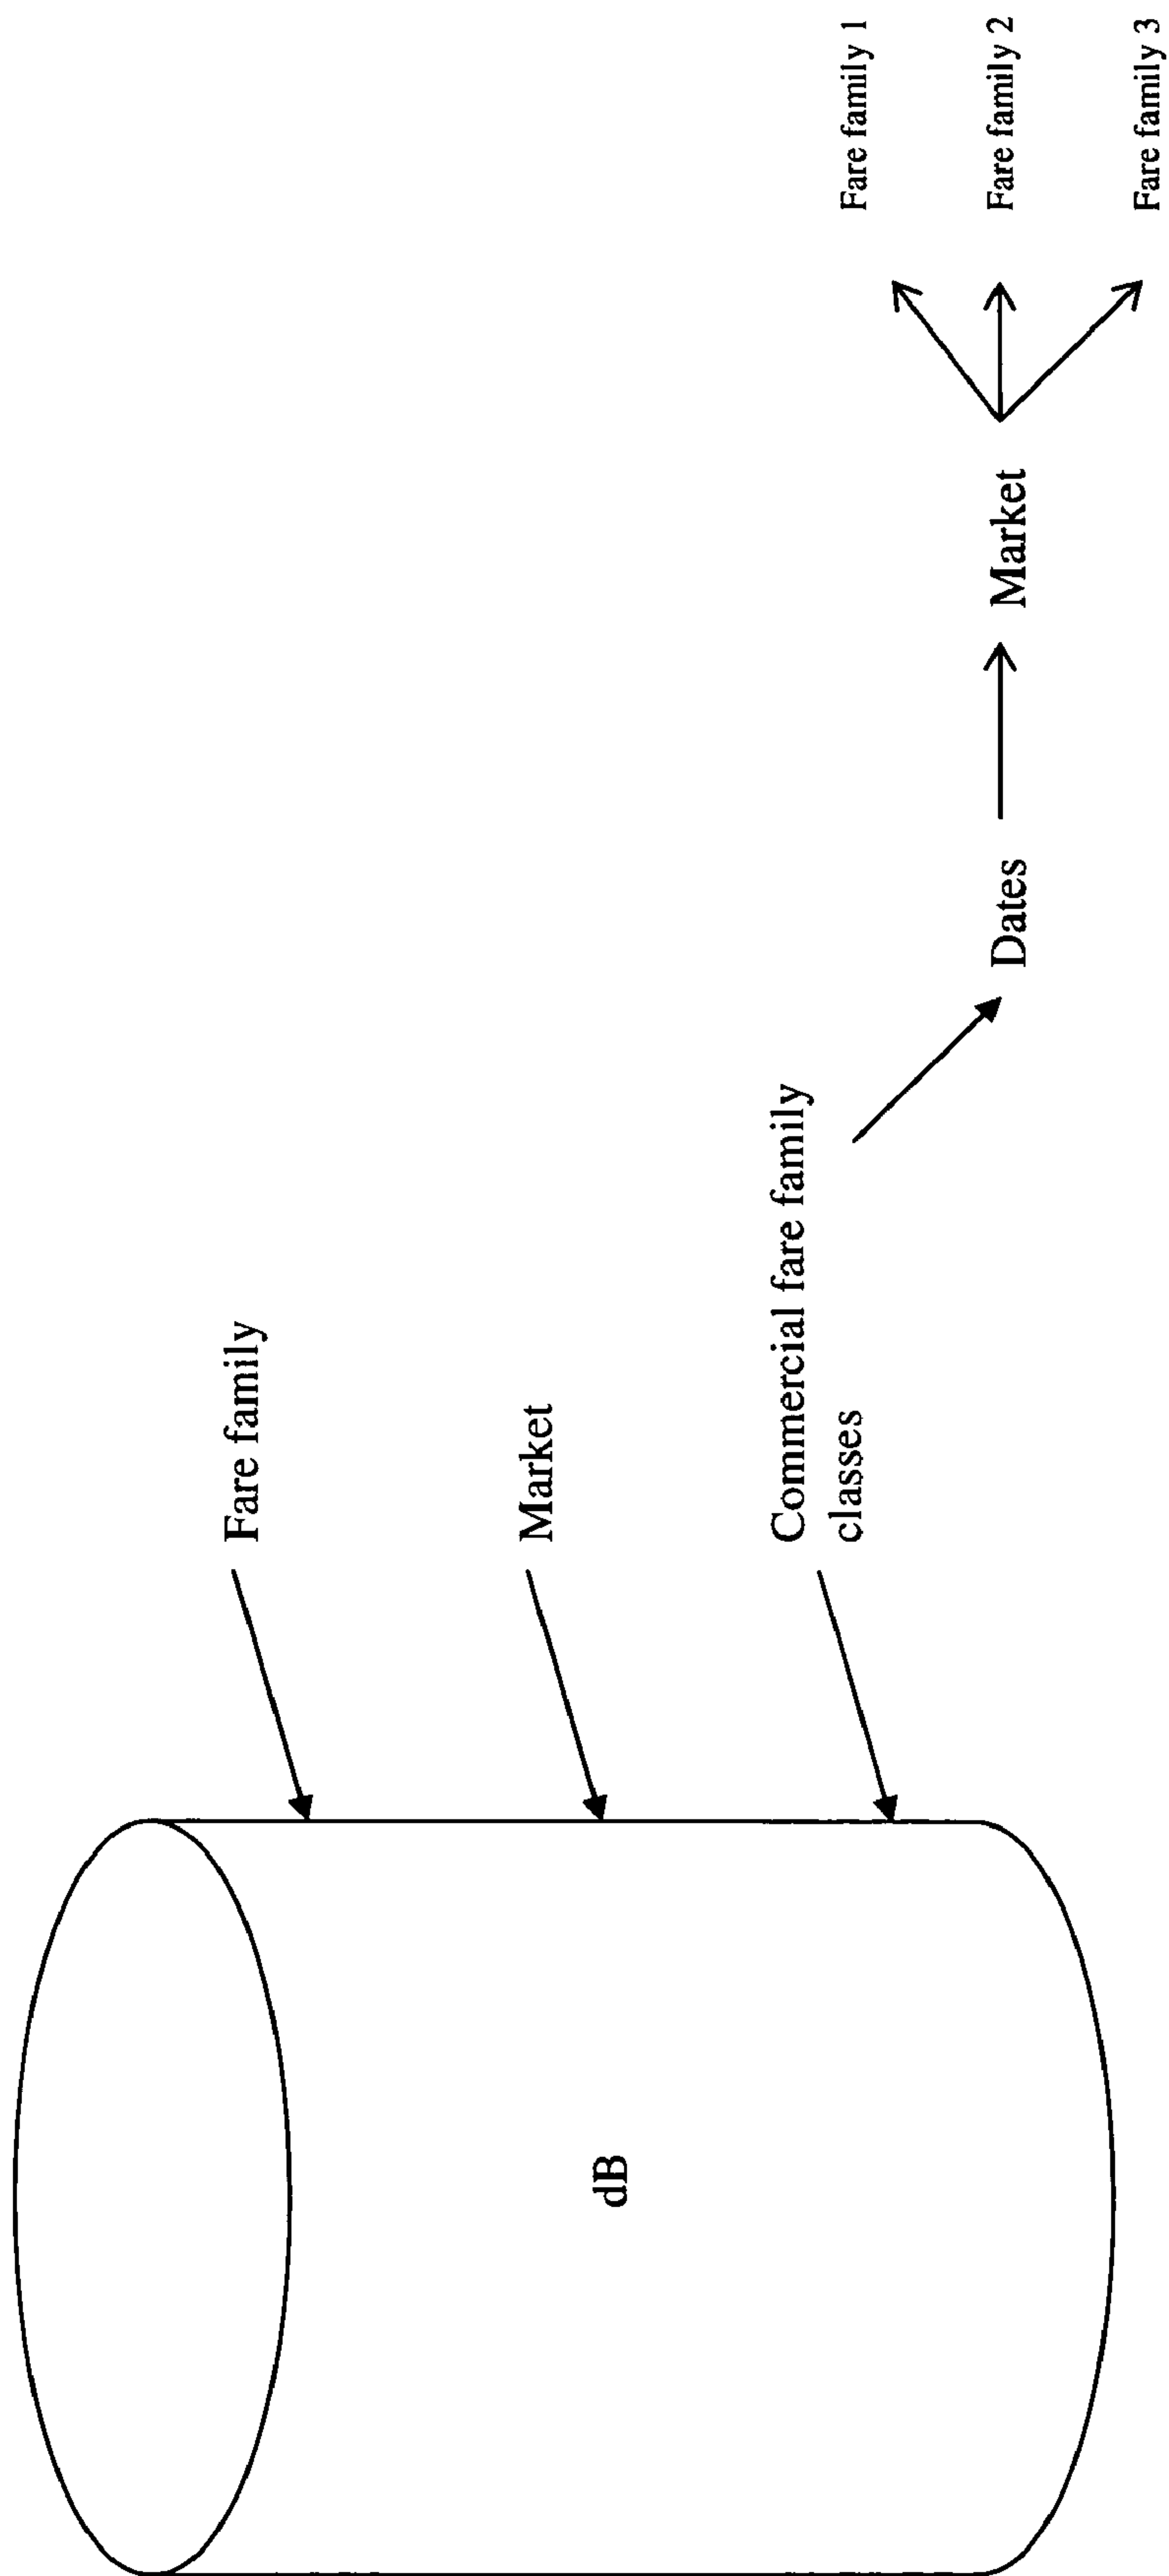 dB
Fare family
Market
Commercial fare family
classes
Dates
Market
Fare family 1
Fare family 2
Fare family 3